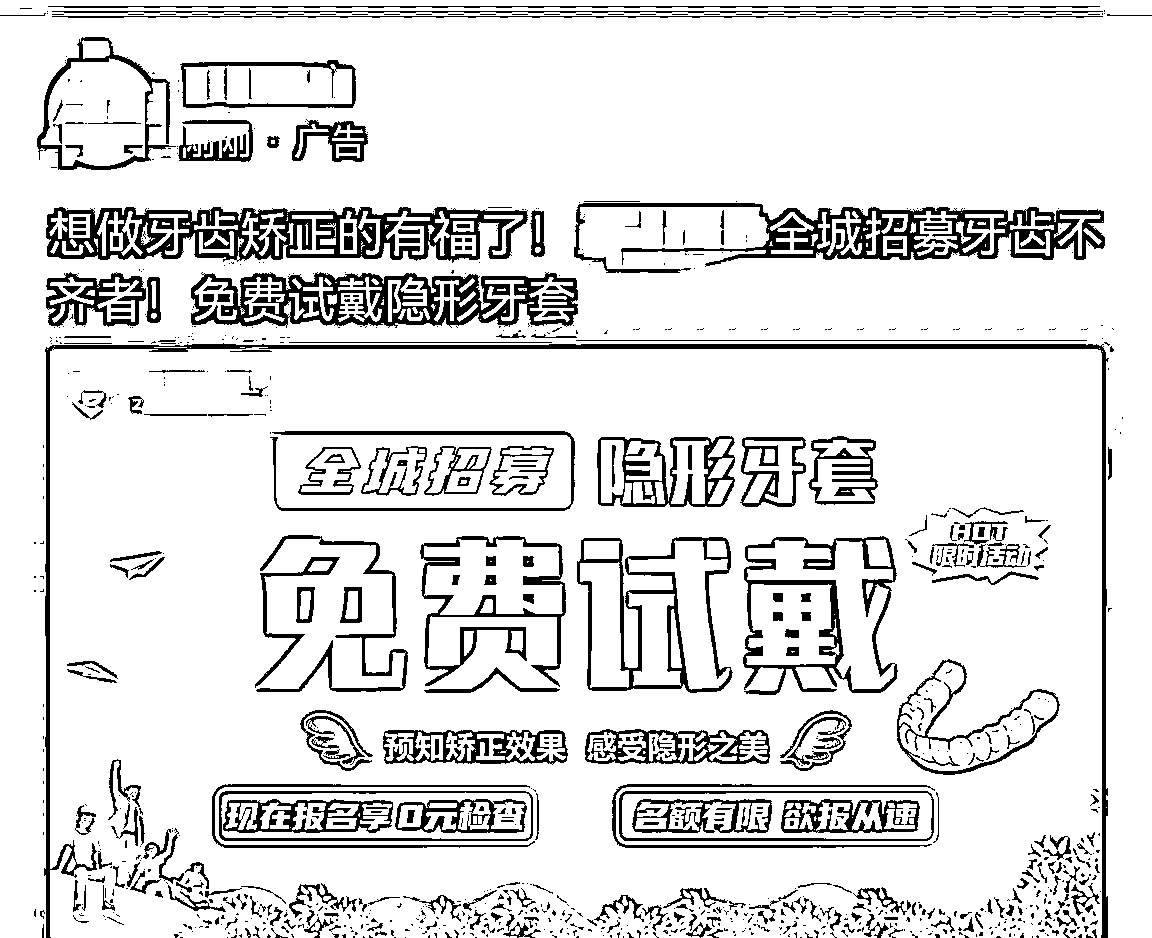 刚刚 · 广告
想做牙齿矫正的有福了！全城招募牙齿不
齐者！免费试戴隐形牙套
全城招募 隐形牙套
免费试戴
HOT
限时活动
预知矫正效果 感受隐形之美
现在报名享0元检查
名额有限 欲报从速